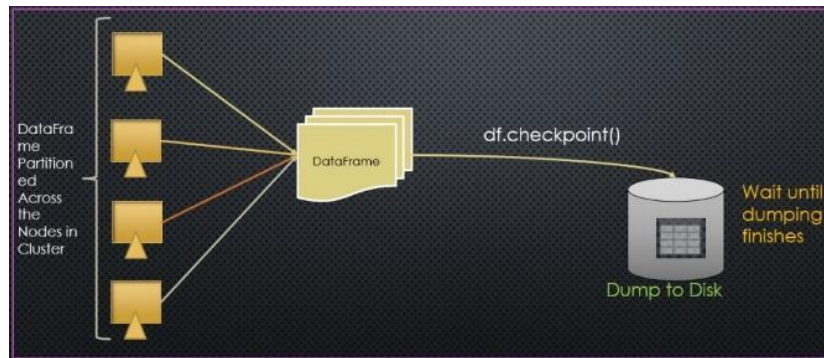 DataFra
me
Partition
ed
Across
the
Nodes in
Cluster
DataFrame
df.checkpoint()
Wait until
dumping
finishes
Dump to Disk